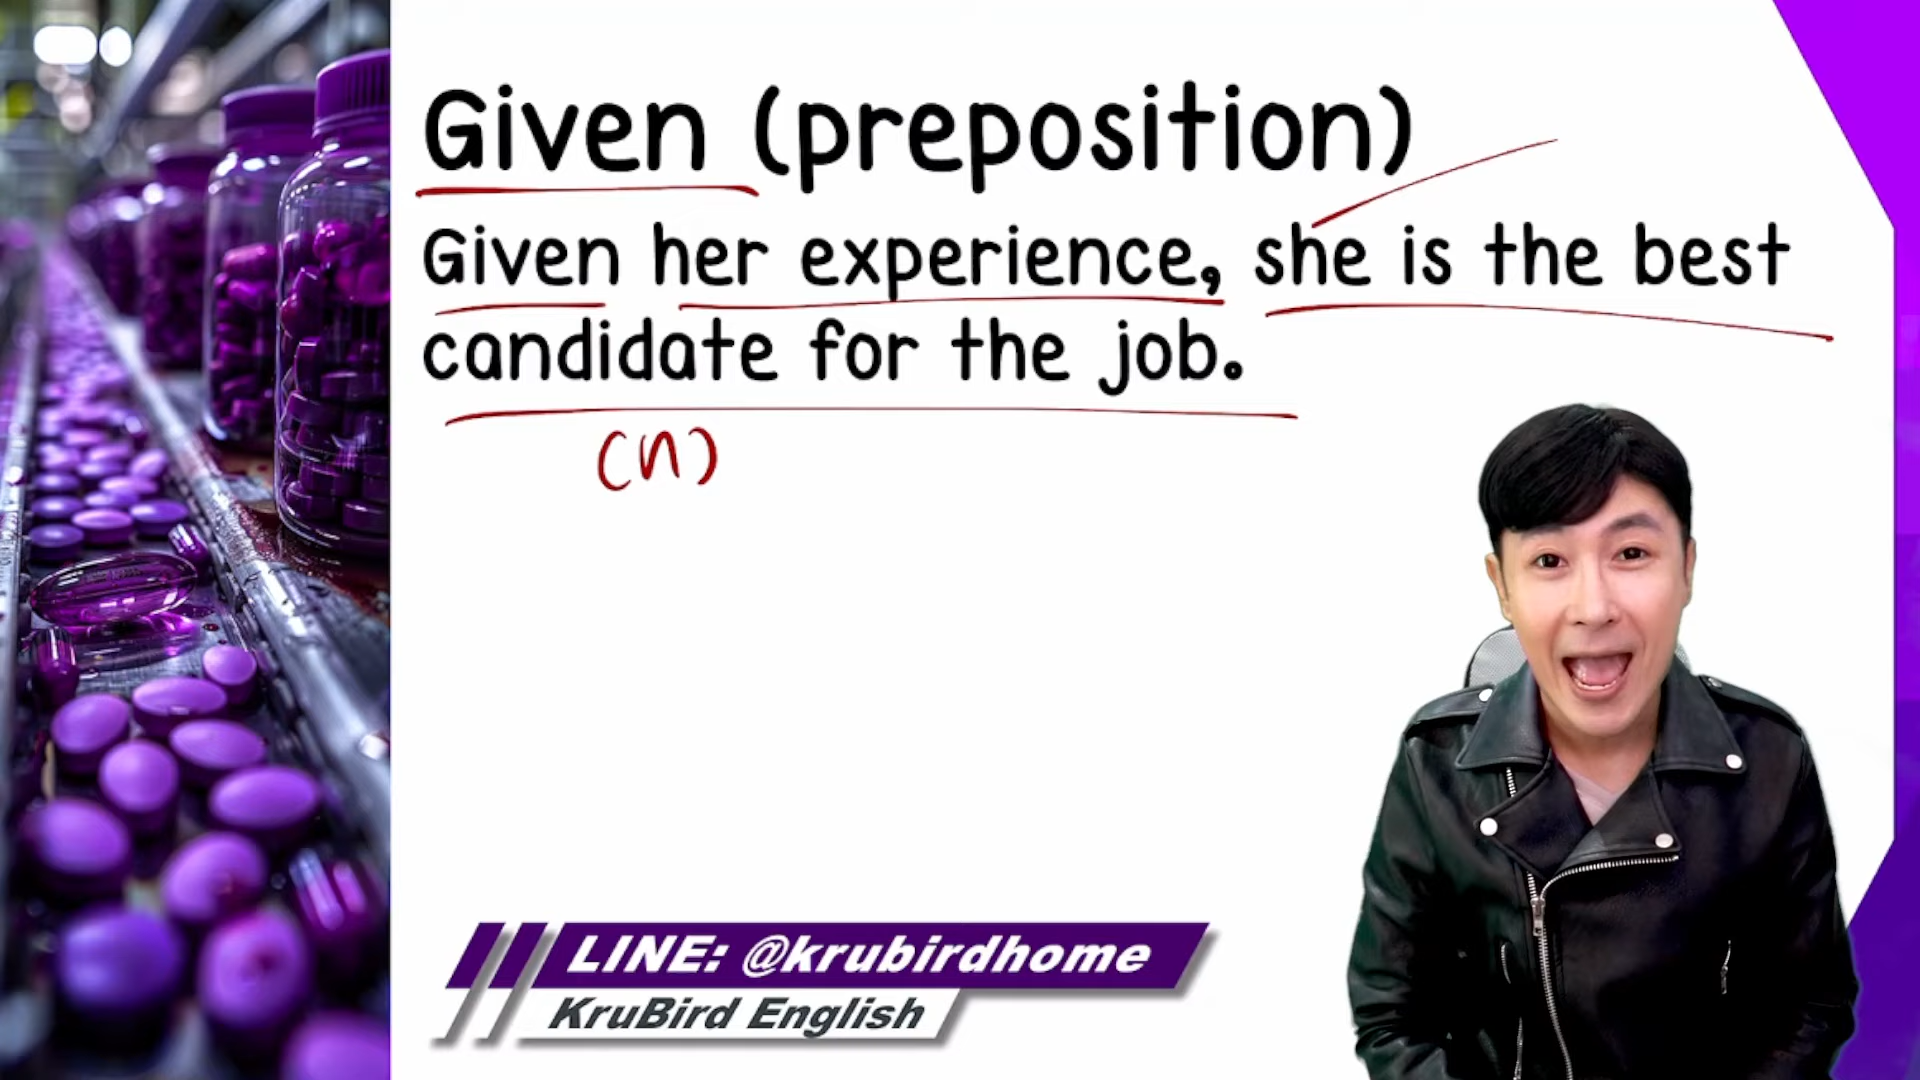 Given (preposition)
Given her experience, she is the best
candidate for the job.
(n)
LINE: @krubirdhome
KruBird English